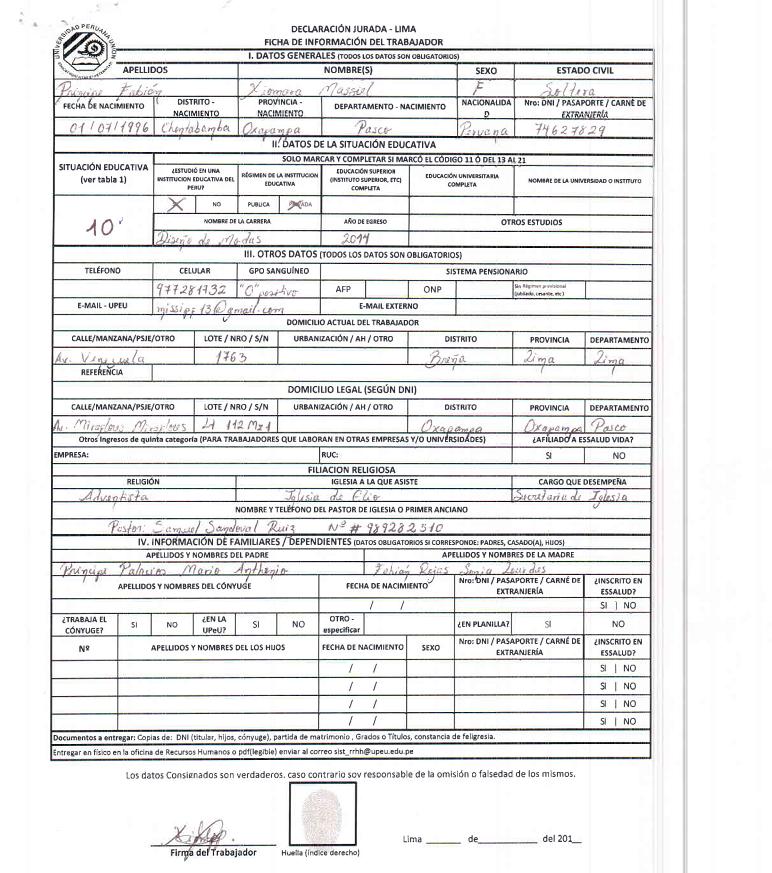 UNIVERSIDAD PERUANA UNION
DECLARACIÓN JURADA - LIMA
FICHA DE INFORMACIÓN DEL TRABAJADOR
I. DATOS GENERALES (TODOS LOS DATOS SON OBLIGATORIOS)
APELLIDOS NOMBRE(S) SEXO ESTADO CIVIL
Principe Fabián Xiomara Massiel F Soltera
FECHA DE NACIMIENTO DISTRITO - NACIMIENTO PROVINCIA - NACIMIENTO DEPARTAMENTO - NACIMIENTO NACIONALIDAD Nro: DNI / PASAPORTE / CARNÉ DE EXTRANJERÍA
01/07/1996 Chontabamba Oxapampa Pasco Peruana 74627829
II. DATOS DE LA SITUACIÓN EDUCATIVA
SITUACIÓN EDUCATIVA (ver tabla 1) SOLO MARCAR Y COMPLETAR SI MARCÓ EL CÓDIGO 11 Ó DEL 13 AL 21
¿ESTUDIÓ EN UNA INSTITUCION EDUCATIVA DEL PERU? RÉGIMEN DE LA INSTITUCION EDUCATIVA EDUCACIÓN SUPERIOR (INSTITUTO SUPERIOR, ETC) COMPLETA EDUCACIÓN UNIVERSITARIA COMPLETA NOMBRE DE LA UNIVERSIDAD O INSTITUTO
10 X NO PUBLICA
NOMBRE DE LA CARRERA AÑO DE EGRESO OTROS ESTUDIOS
Diseño de Modas 2014
III. OTROS DATOS (TODOS LOS DATOS SON OBLIGATORIOS)
TELÉFONO CELULAR GPO SANGUÍNEO SISTEMA PENSIONARIO
977281732 "O" positivo AFP ONP Sin Régimen provisional (jubilado, cesante, etc.)
E-MAIL - UPEU E-MAIL EXTERNO
missipf13@gmail.com
DOMICILIO ACTUAL DEL TRABAJADOR
CALLE/MANZANA/PSJE/OTRO LOTE / NRO / S/N URBANIZACIÓN / AH / OTRO DISTRITO PROVINCIA DEPARTAMENTO
Av. Venezuela 1763 Breña Lima Lima
REFERENCIA
DOMICILIO LEGAL (SEGÚN DNI)
CALLE/MANZANA/PSJE/OTRO LOTE / NRO / S/N URBANIZACIÓN / AH / OTRO DISTRITO PROVINCIA DEPARTAMENTO
Av. Miraflores Miraflores Lt 112 Mz1 Oxapampa Oxapampa Pasco
Otros Ingresos de quinta categoría (PARA TRABAJADORES QUE LABORAN EN OTRAS EMPRESAS Y/O UNIVERSIDADES) ¿AFILIADO A ESSALUD VIDA?
EMPRESA: RUC: SI NO
FILIACION RELIGIOSA
RELIGIÓN IGLESIA A LA QUE ASISTE CARGO QUE DESEMPEÑA
Adventista Iglesia de Elio Secretaria de Iglesia
NOMBRE Y TELÉFONO DEL PASTOR DE IGLESIA O PRIMER ANCIANO
Pastor: Samuel Sandoval Ruiz N° # 989282510
IV. INFORMACIÓN DE FAMILIARES / DEPENDIENTES (DATOS OBLIGATORIOS SI CORRESPONDE: PADRES, CASADO(A), HIJOS)
APELLIDOS Y NOMBRES DEL PADRE APELLIDOS Y NOMBRES DE LA MADRE
Principe Palacios Mario Anthonio Fabián Rojas Sonia Lourdes
APELLIDOS Y NOMBRES DEL CÓNYUGE FECHA DE NACIMIENTO Nro: DNI / PASAPORTE / CARNÉ DE EXTRANJERÍA ¿INSCRITO EN ESSALUD?
/ / SI | NO
¿TRABAJA EL CÓNYUGE? SI NO ¿EN LA UPeU? SI NO OTRO - especificar ¿EN PLANILLA? SI NO
Nº APELLIDOS Y NOMBRES DEL LOS HIJOS FECHA DE NACIMIENTO SEXO Nro: DNI / PASAPORTE / CARNÉ DE EXTRANJERÍA ¿INSCRITO EN ESSALUD?
/ / SI | NO
/ / SI | NO
/ / SI | NO
/ / SI | NO
Documentos a entregar: Copias de: DNI (titular, hijos, cónyuge), partida de matrimonio , Grados o Títulos, constancia de feligresia.
Entregar en físico en la oficina de Recursos Humanos o pdf(legible) enviar al correo sist_rrhh@upeu.edu.pe
Los datos Consignados son verdaderos. caso contrario soy responsable de la omisión o falsedad de los mismos.
Firma del Trabajador Huella (índice derecho) Lima ______ de____________ del 201__